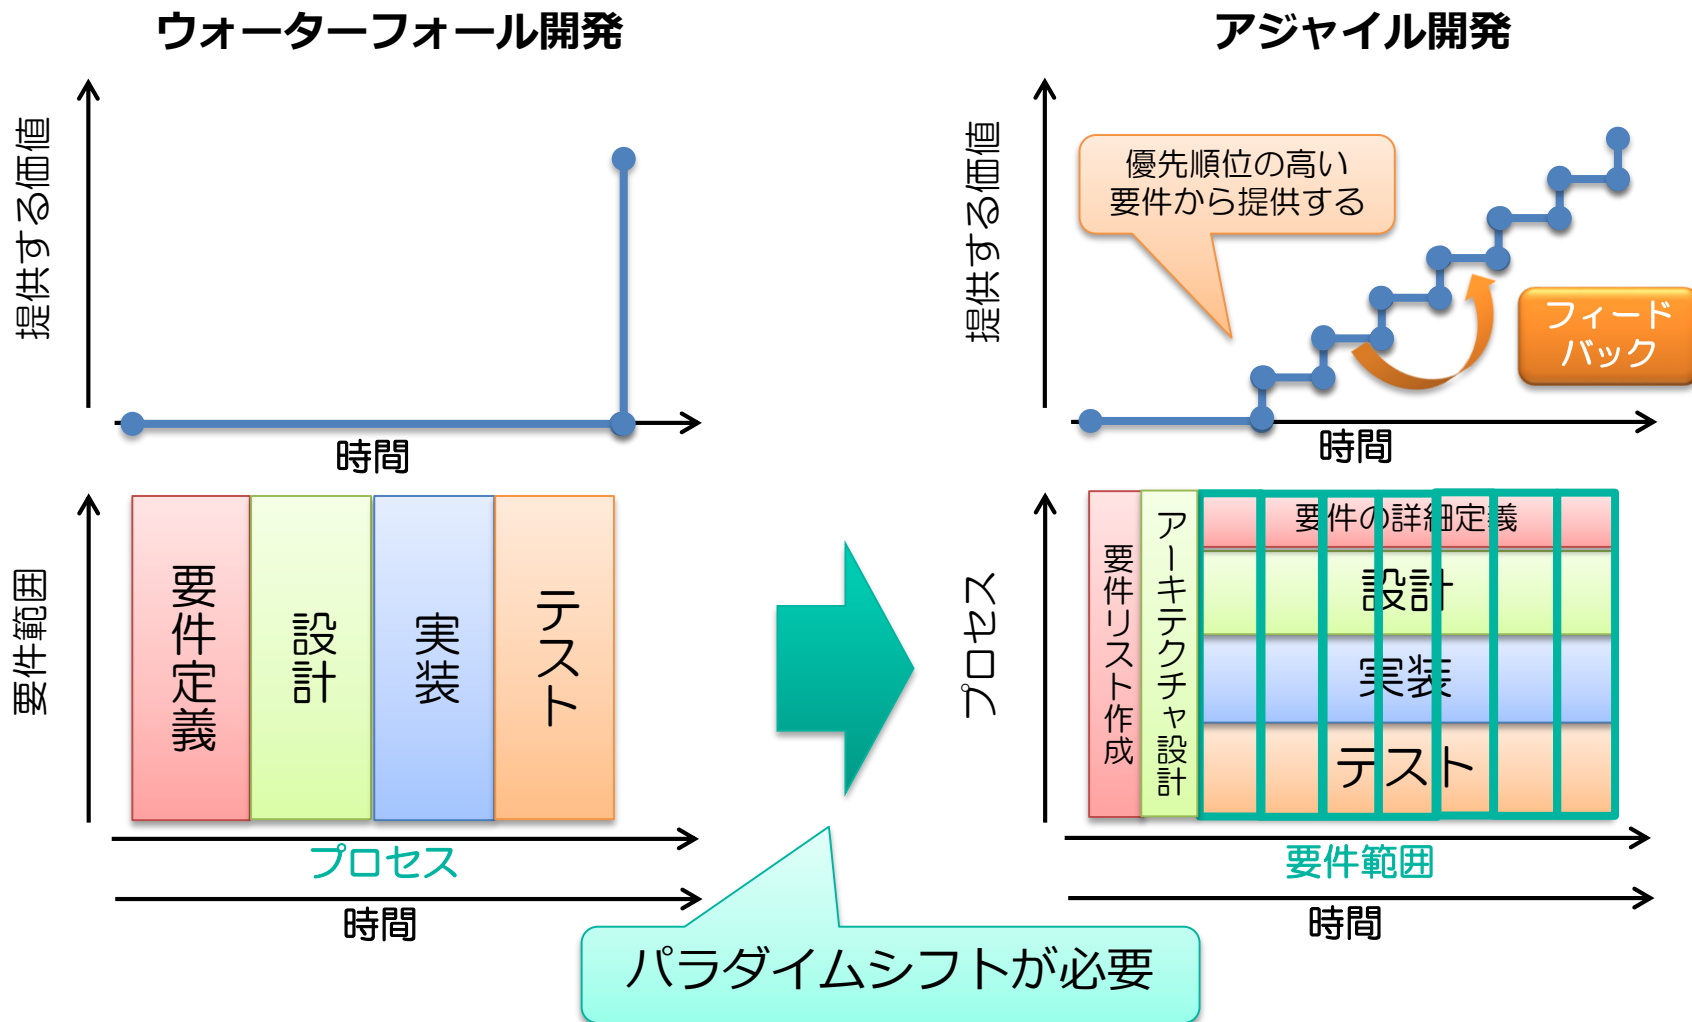 ウォーターフォール開発
提供する価値
時間
要件範囲
要件定義
設計
実装
テスト
プロセス
時間
パラダイムシフトが必要
アジャイル開発
提供する価値
優先順位の高い
要件から提供する
フィード
バック
時間
プロセス
要件リスト作成
アーキテクチャ設計
要件の詳細定義
設計
実装
テスト
要件範囲
時間